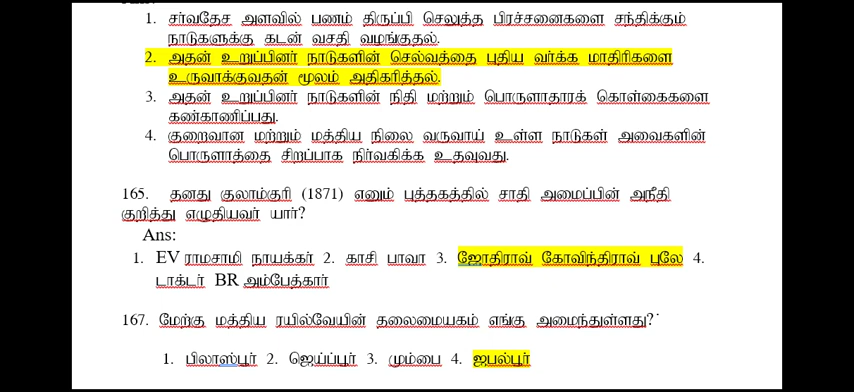 1. சர்வதேச அளவில் பணம் திருப்பி செலுத்த பிரச்சனைகளை சந்திக்கும்
நாடுகளுக்கு கடன் வசதி வழங்குதல்.
2. அதன் உறுப்பினர் நாடுகளின் செல்வத்தை புதிய வர்க்க மாதிரிகளை
உருவாக்குவதன் மூலம் அதிகரித்தல்.
3. அதன் உறுப்பினர் நாடுகளின் நிதி மற்றும் பொருளாதாரக் கொள்கைகளை
கண்காணிப்பது.
4. குறைவான மற்றும் மத்திய நிலை வருவாய் உள்ள நாடுகள் அவைகளின்
பொருளாத்தை சிறப்பாக நிர்வகிக்க உதவுவது.
165. தனது குலாம்குரி (1871) எனும் புத்தகத்தில் சாதி அமைப்பின் அநீதி
குறித்து எழுதியவர் யார்?
Ans:
1. EV ராமசாமி நாயக்கர் 2. காசி பாவா 3. ஜோதிராவ் கோவிந்திராவ் புலே 4.
டாக்டர் BR அம்பேத்கார்
167. மேற்கு மத்திய ரயில்வேயின் தலைமையகம் எங்கு அமைந்துள்ளது?
1. பிலாஸ்பூர் 2. ஜெய்ப்பூர் 3. மும்பை 4. ஜபல்பூர்